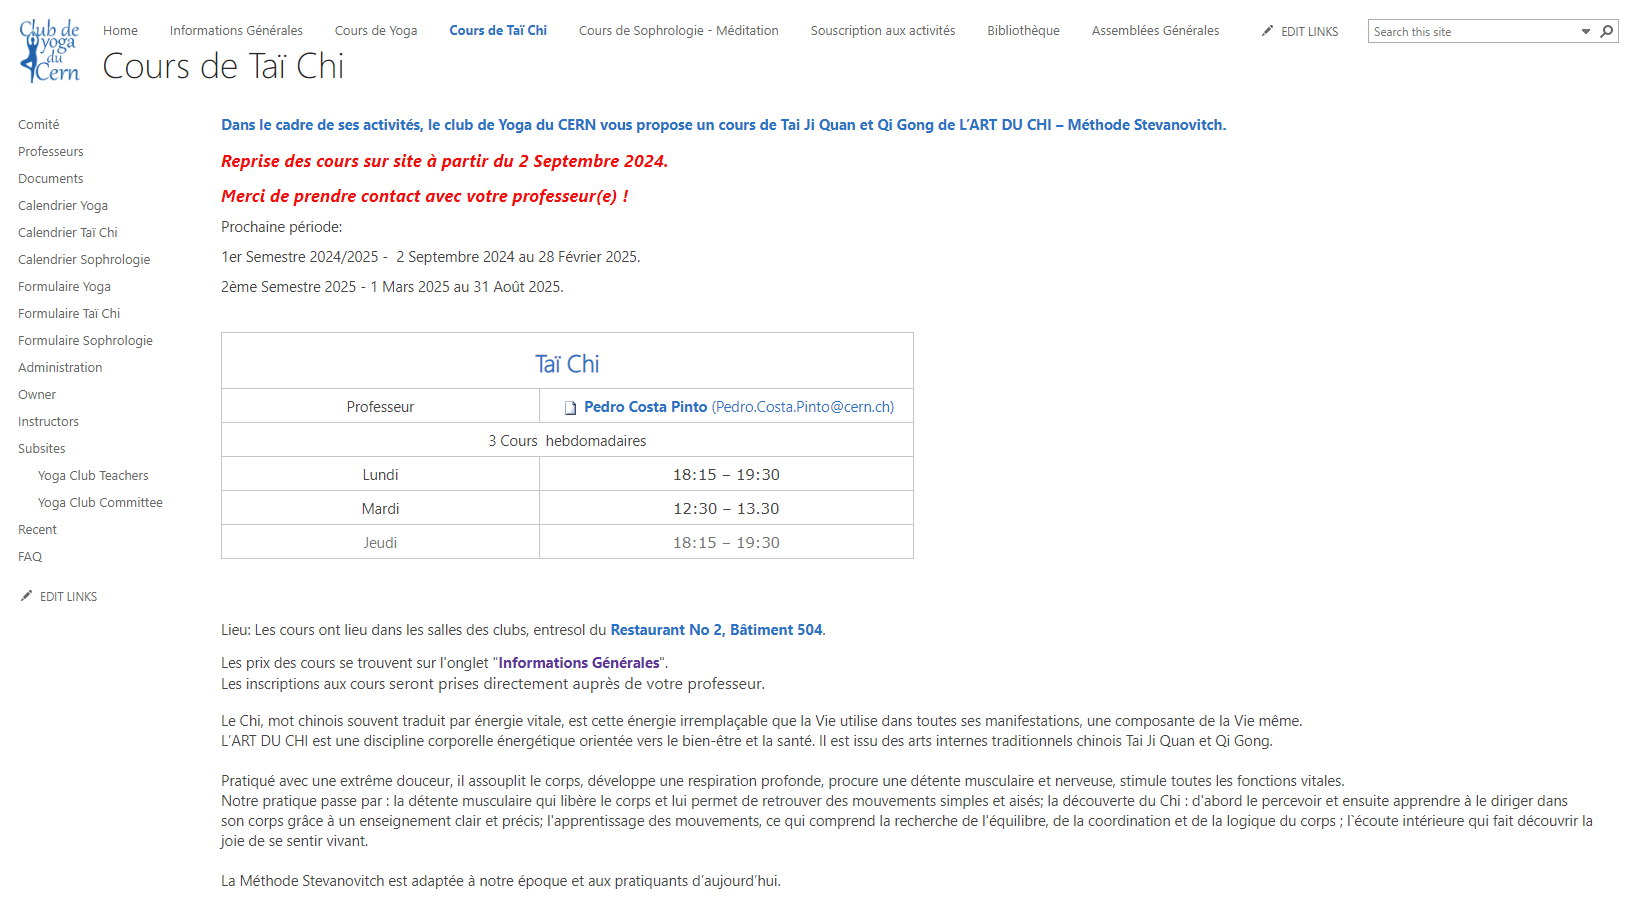 Club de yoga du Cern
Home
Informations Générales
Cours de Yoga
Cours de Taï Chi
Cours de Sophrologie - Méditation
Souscription aux activités
Bibliothèque
Assemblées Générales
EDIT LINKS
Search this site
Cours de Taï Chi
Comité
Professeurs
Documents
Calendrier Yoga
Calendrier Taï Chi
Calendrier Sophrologie
Formulaire Yoga
Formulaire Taï Chi
Formulaire Sophrologie
Administration
Owner
Instructors
Subsites
Yoga Club Teachers
Yoga Club Committee
Recent
FAQ
EDIT LINKS
Dans le cadre de ses activités, le club de Yoga du CERN vous propose un cours de Tai Ji Quan et Qi Gong de L’ART DU CHI – Méthode Stevanovitch.
Reprise des cours sur site à partir du 2 Septembre 2024.
Merci de prendre contact avec votre professeur(e) !
Prochaine période:
1er Semestre 2024/2025 -  2 Septembre 2024 au 28 Février 2025.
2ème Semestre 2025 - 1 Mars 2025 au 31 Août 2025.
Taï Chi
Professeur
Pedro Costa Pinto (Pedro.Costa.Pinto@cern.ch)
3 Cours  hebdomadaires
Lundi
18:15 – 19:30
Mardi
12:30 – 13.30
Jeudi
18:15 – 19:30
Lieu: Les cours ont lieu dans les salles des clubs, entresol du Restaurant No 2, Bâtiment 504.
Les prix des cours se trouvent sur l'onglet "Informations Générales".
Les inscriptions aux cours seront prises directement auprès de votre professeur.
Le Chi, mot chinois souvent traduit par énergie vitale, est cette énergie irremplaçable que la Vie utilise dans toutes ses manifestations, une composante de la Vie même.
L’ART DU CHI est une discipline corporelle énergétique orientée vers le bien-être et la santé. Il est issu des arts internes traditionnels chinois Tai Ji Quan et Qi Gong.
Pratiqué avec une extrême douceur, il assouplit le corps, développe une respiration profonde, procure une détente musculaire et nerveuse, stimule toutes les fonctions vitales.
Notre pratique passe par : la détente musculaire qui libère le corps et lui permet de retrouver des mouvements simples et aisés; la découverte du Chi : d'abord le percevoir et ensuite apprendre à le diriger dans
son corps grâce à un enseignement clair et précis; l'apprentissage des mouvements, ce qui comprend la recherche de l'équilibre, de la coordination et de la logique du corps ; l`écoute intérieure qui fait découvrir la
joie de se sentir vivant.
La Méthode Stevanovitch est adaptée à notre époque et aux pratiquants d’aujourd’hui.